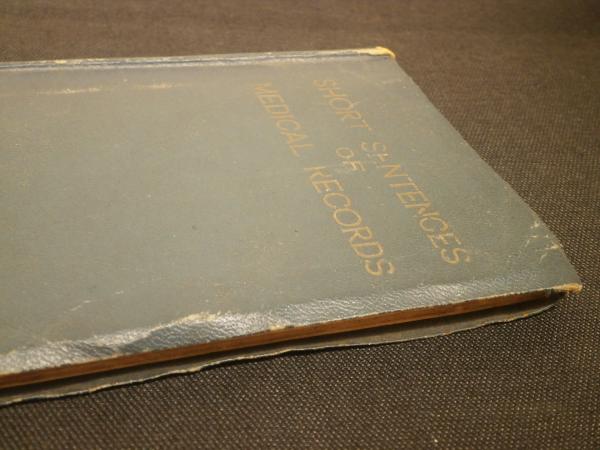 SHORT SENTENCES
OF
MEDICAL RECORDS